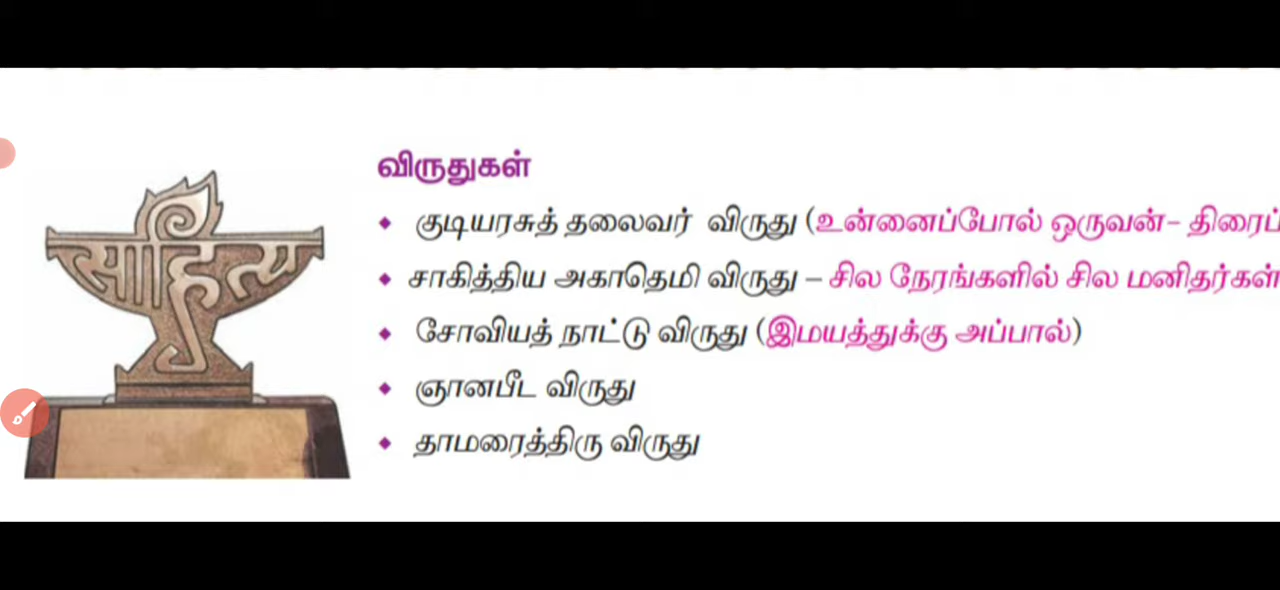 साहित्य
விருதுகள்
குடியரசுத் தலைவர் விருது (உன்னைப்போல் ஒருவன்-
சாகித்திய அகாதெமி விருது – சில நேரங்களில் சில மனிதர்கள்
சோவியத் நாட்டு விருது (இமயத்துக்கு அப்பால்)
ஞானபீட விருது
தாமரைத்திரு விருது